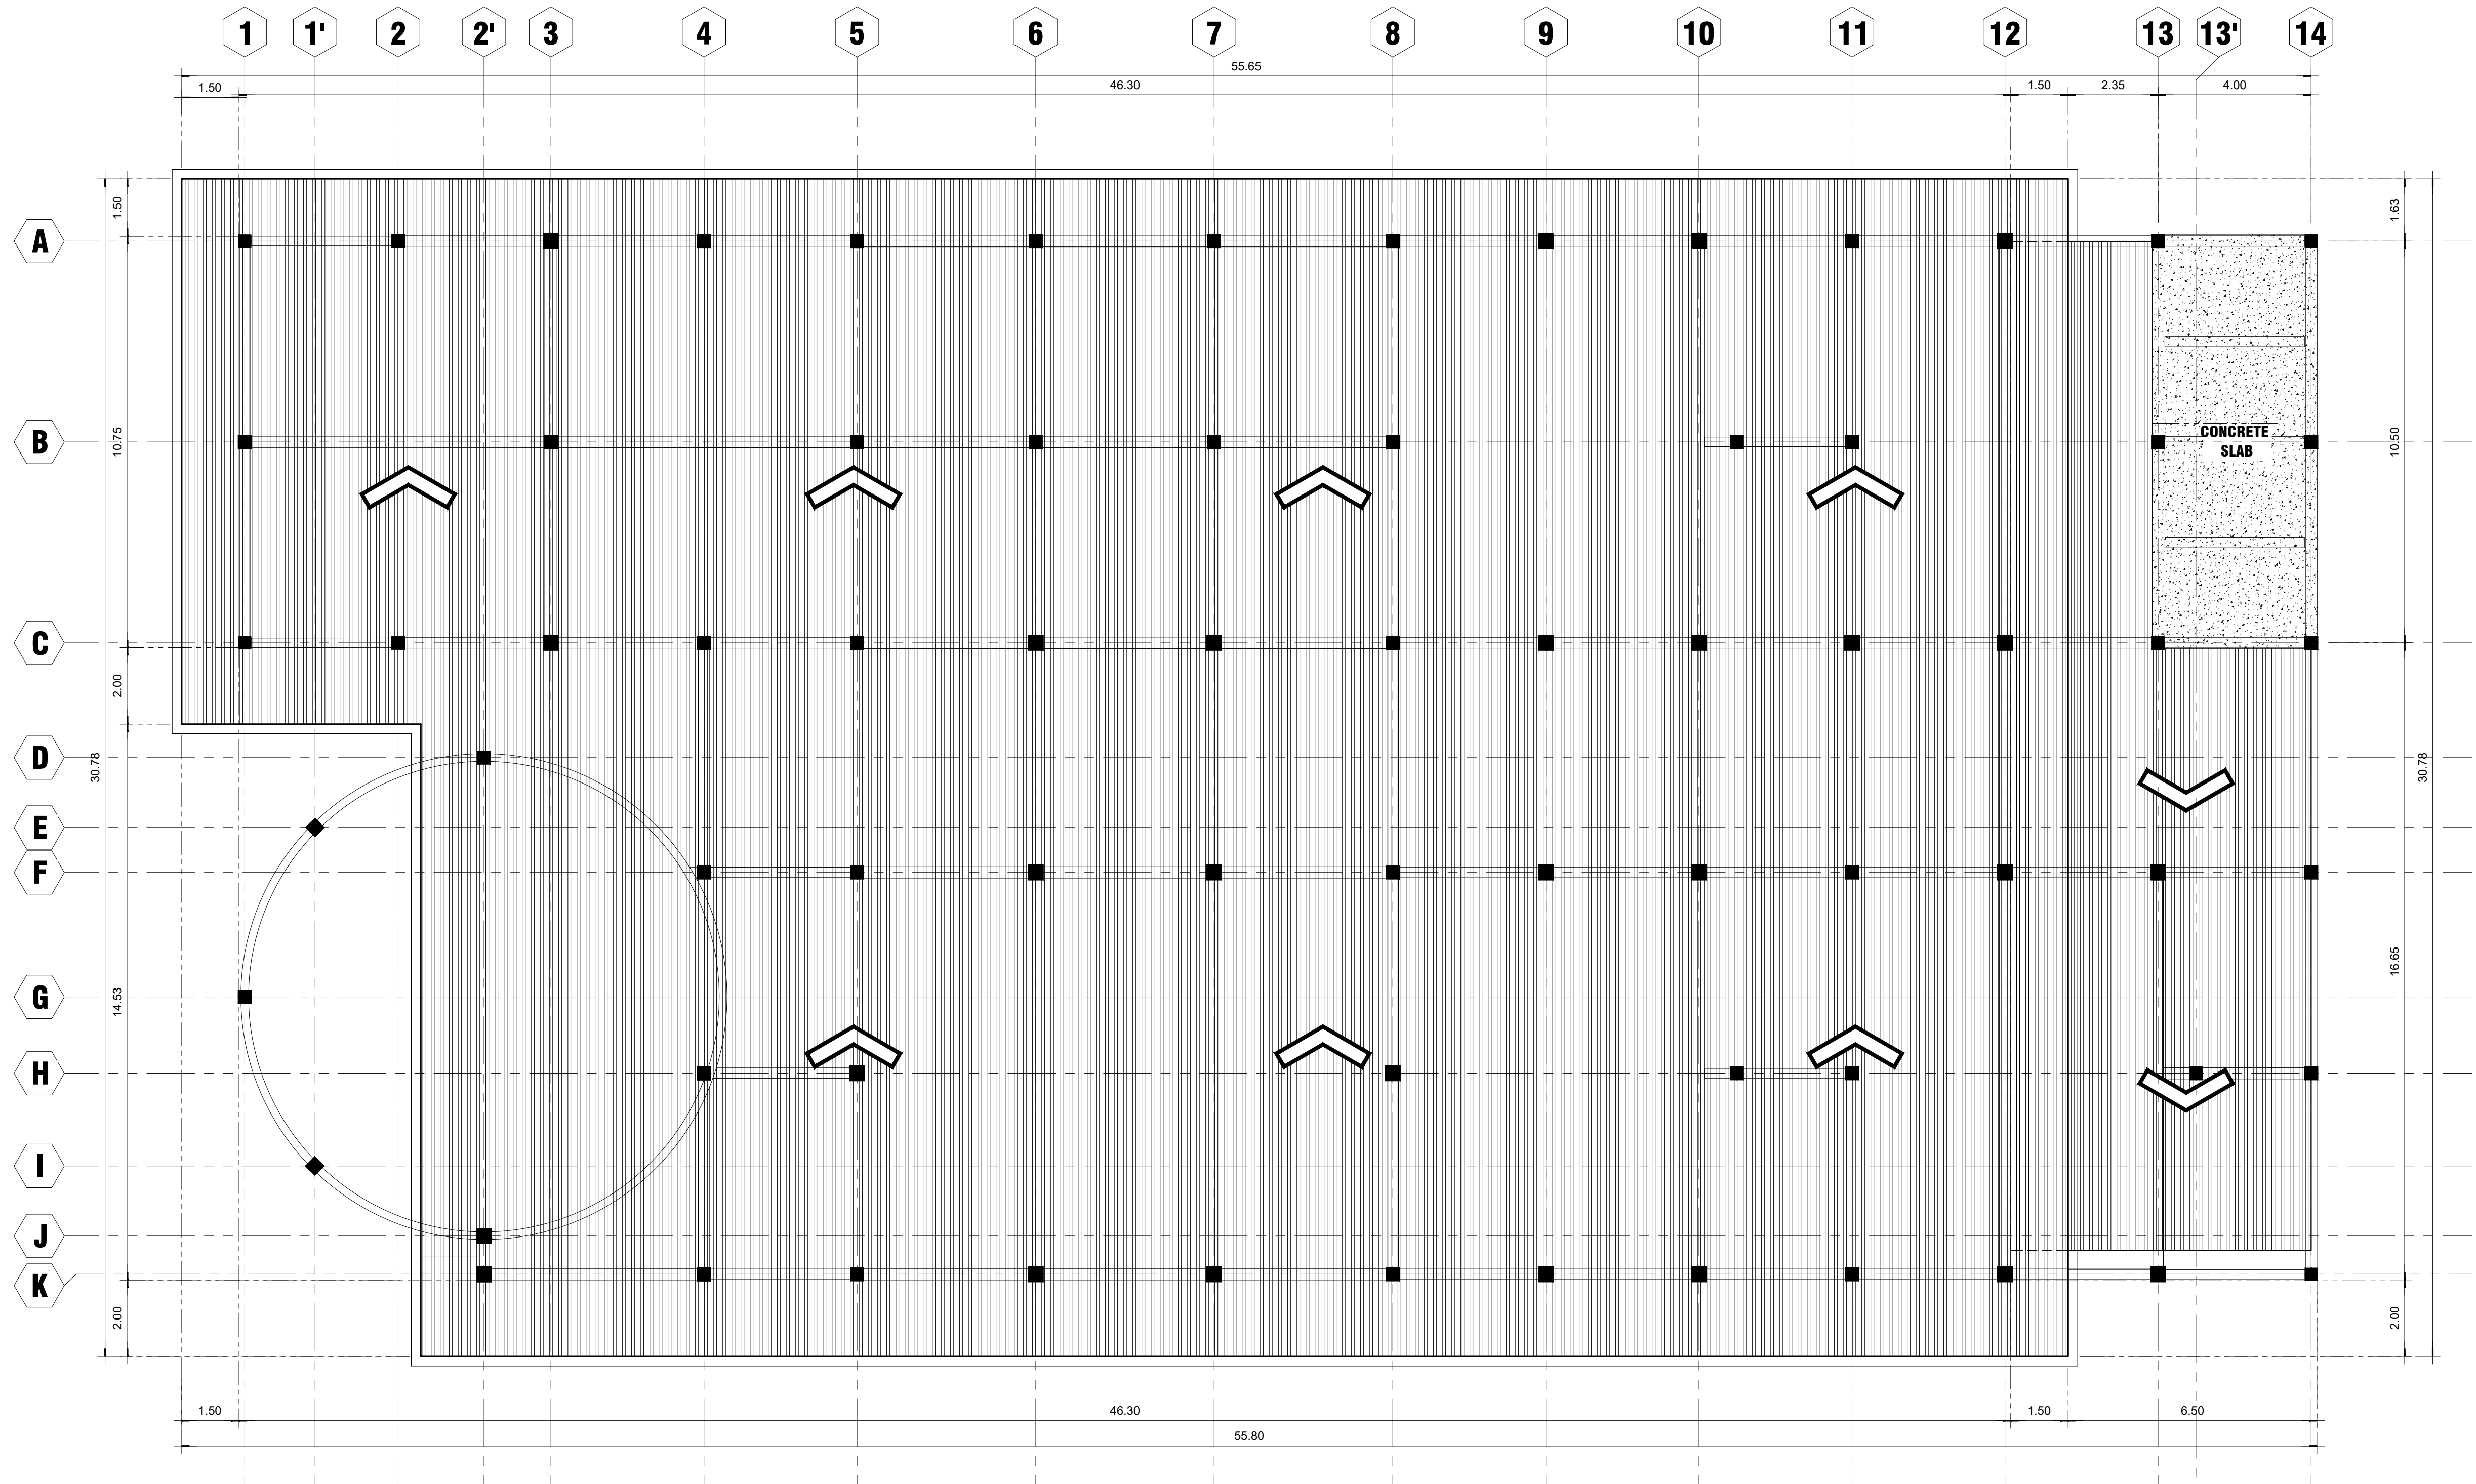 1 1' 2 2' 3 4 5 6 7 8 9 10 11 12 13 13' 14
55.65
1.50 46.30 1.50 2.35 4.00
1.50
1.63
A
B
10.75
10.50
CONCRETE
SLAB
C
2.00
D
30.78
30.78
E
F
16.65
G
14.53
H
I
J
K
2.00
2.00
1.50 46.30 1.50 6.50
55.80